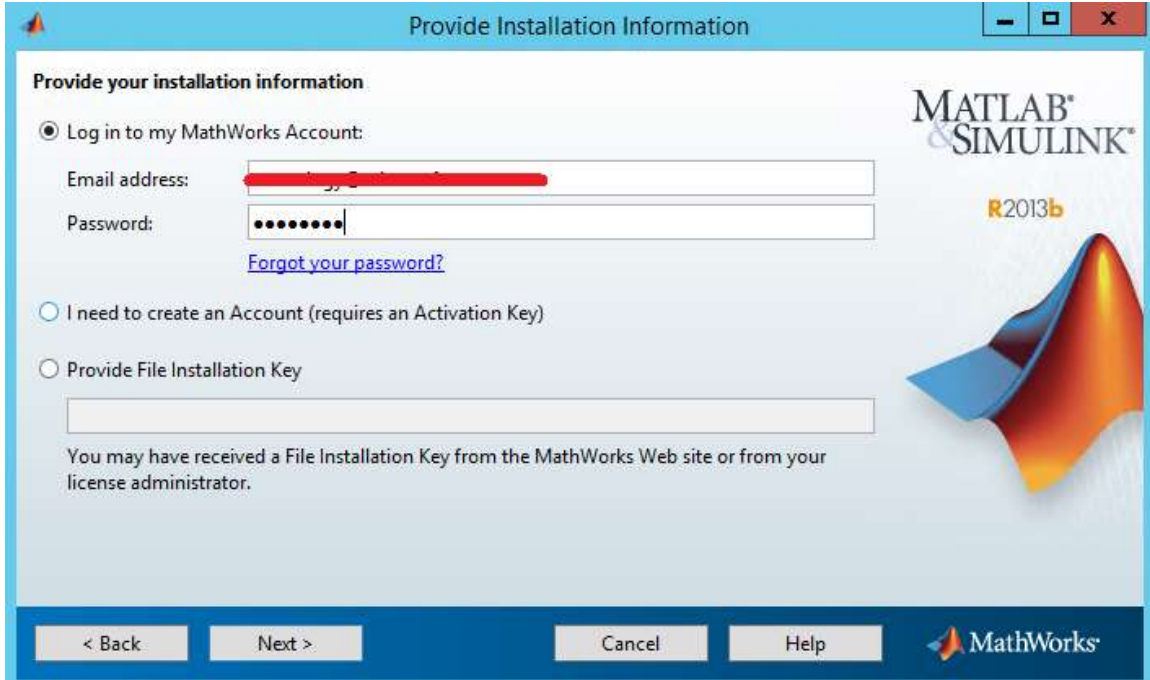 Provide Installation Information
Provide your installation information
MATLAB®
&SIMULINK®
R2013b
Log in to my MathWorks Account:
Email address:
Password: ••••••••
Forgot your password?
I need to create an Account (requires an Activation Key)
Provide File Installation Key
You may have received a File Installation Key from the MathWorks Web site or from your
license administrator.
< Back Next > Cancel Help MathWorks®